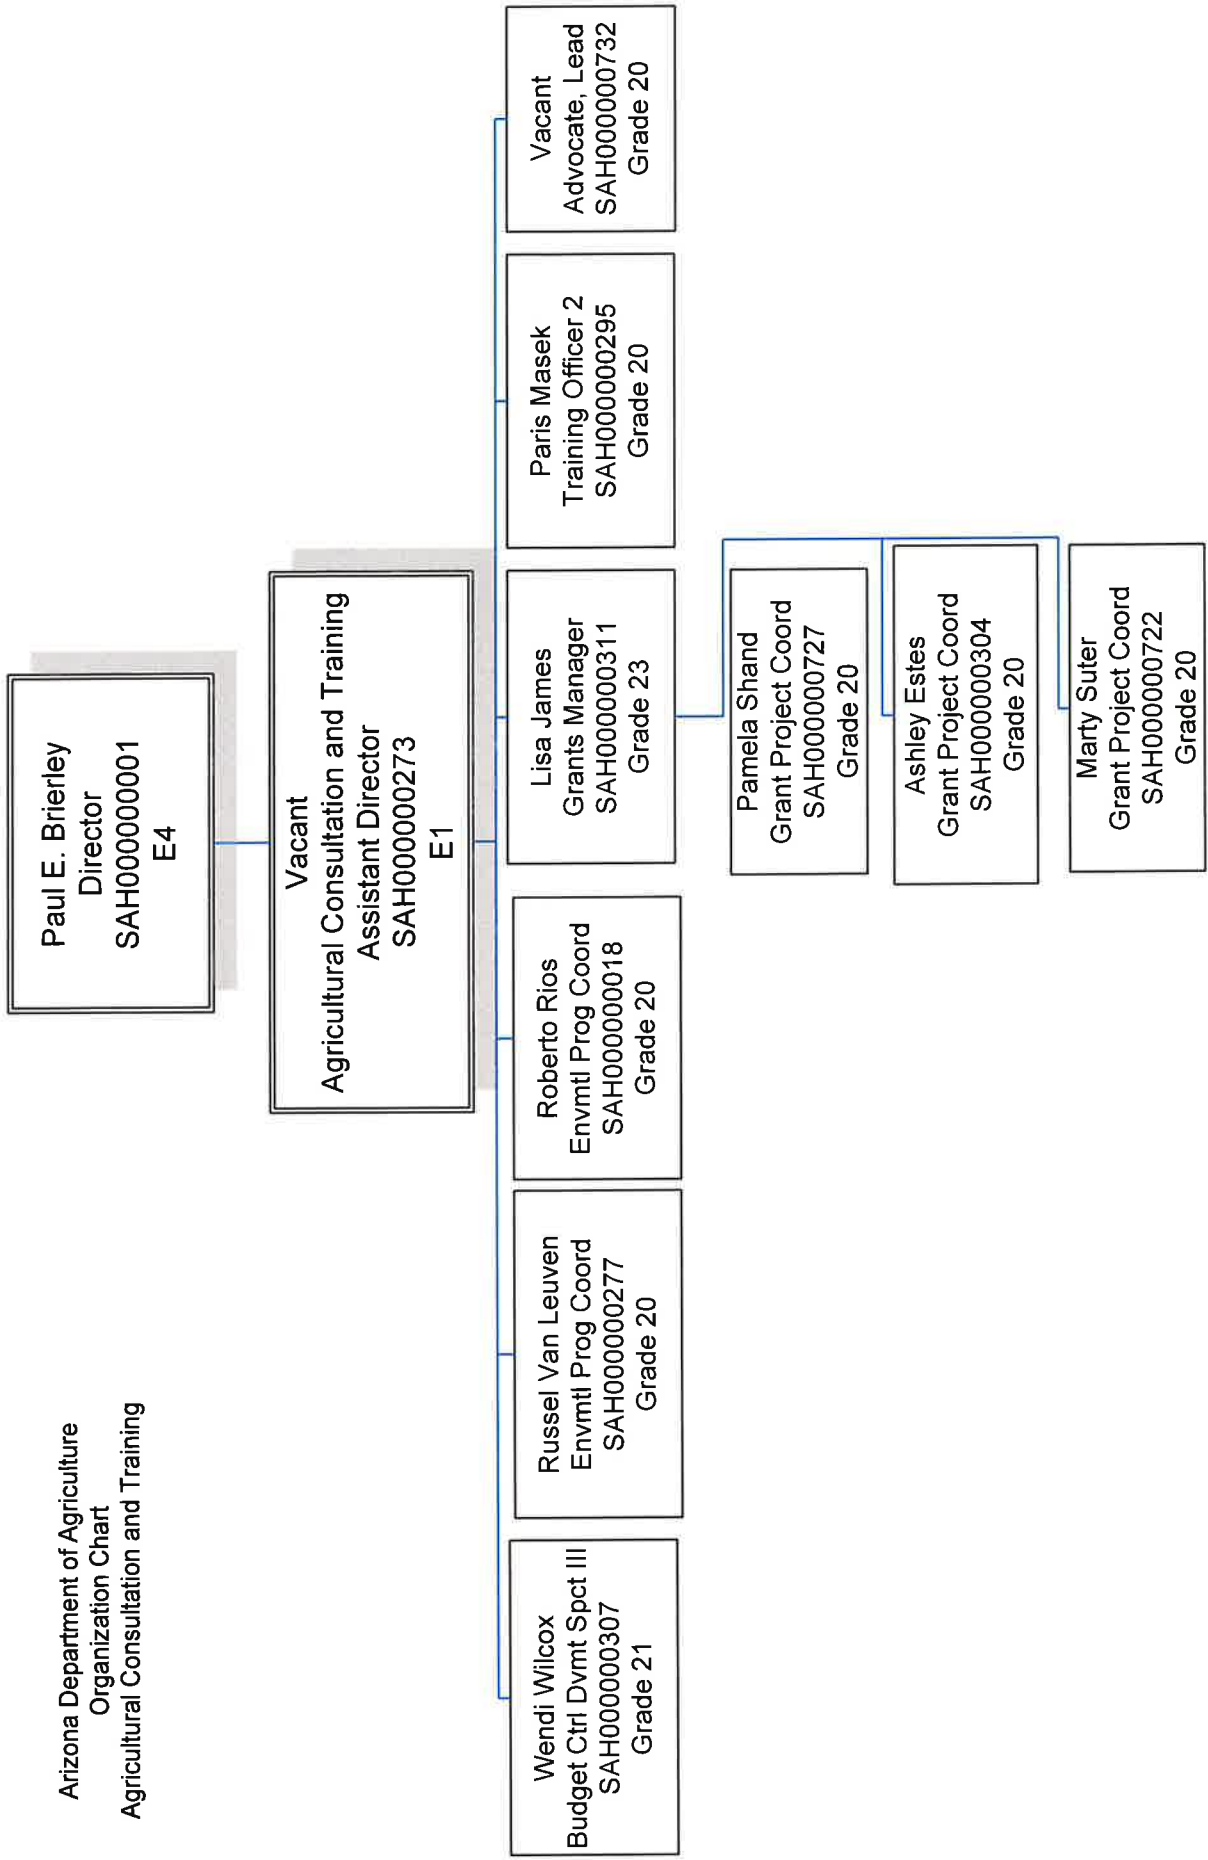 Arizona Department of Agriculture
Organization Chart
Agricultural Consultation and Training
Paul E. Brierley
Director
SAH000000001
E4
Vacant
Agricultural Consultation and Training
Assistant Director
SAH000000273
E1
Wendi Wilcox
Budget Ctrl Dvmt Spct III
SAH000000307
Grade 21
Russel Van Leuven
Envmtl Prog Coord
SAH000000277
Grade 20
Roberto Rios
Envmtl Prog Coord
SAH000000018
Grade 20
Lisa James
Grants Manager
SAH000000311
Grade 23
Paris Masek
Training Officer 2
SAH000000295
Grade 20
Vacant
Advocate, Lead
SAH000000732
Grade 20
Pamela Shand
Grant Project Coord
SAH000000727
Grade 20
Ashley Estes
Grant Project Coord
SAH000000304
Grade 20
Marty Suter
Grant Project Coord
SAH000000722
Grade 20